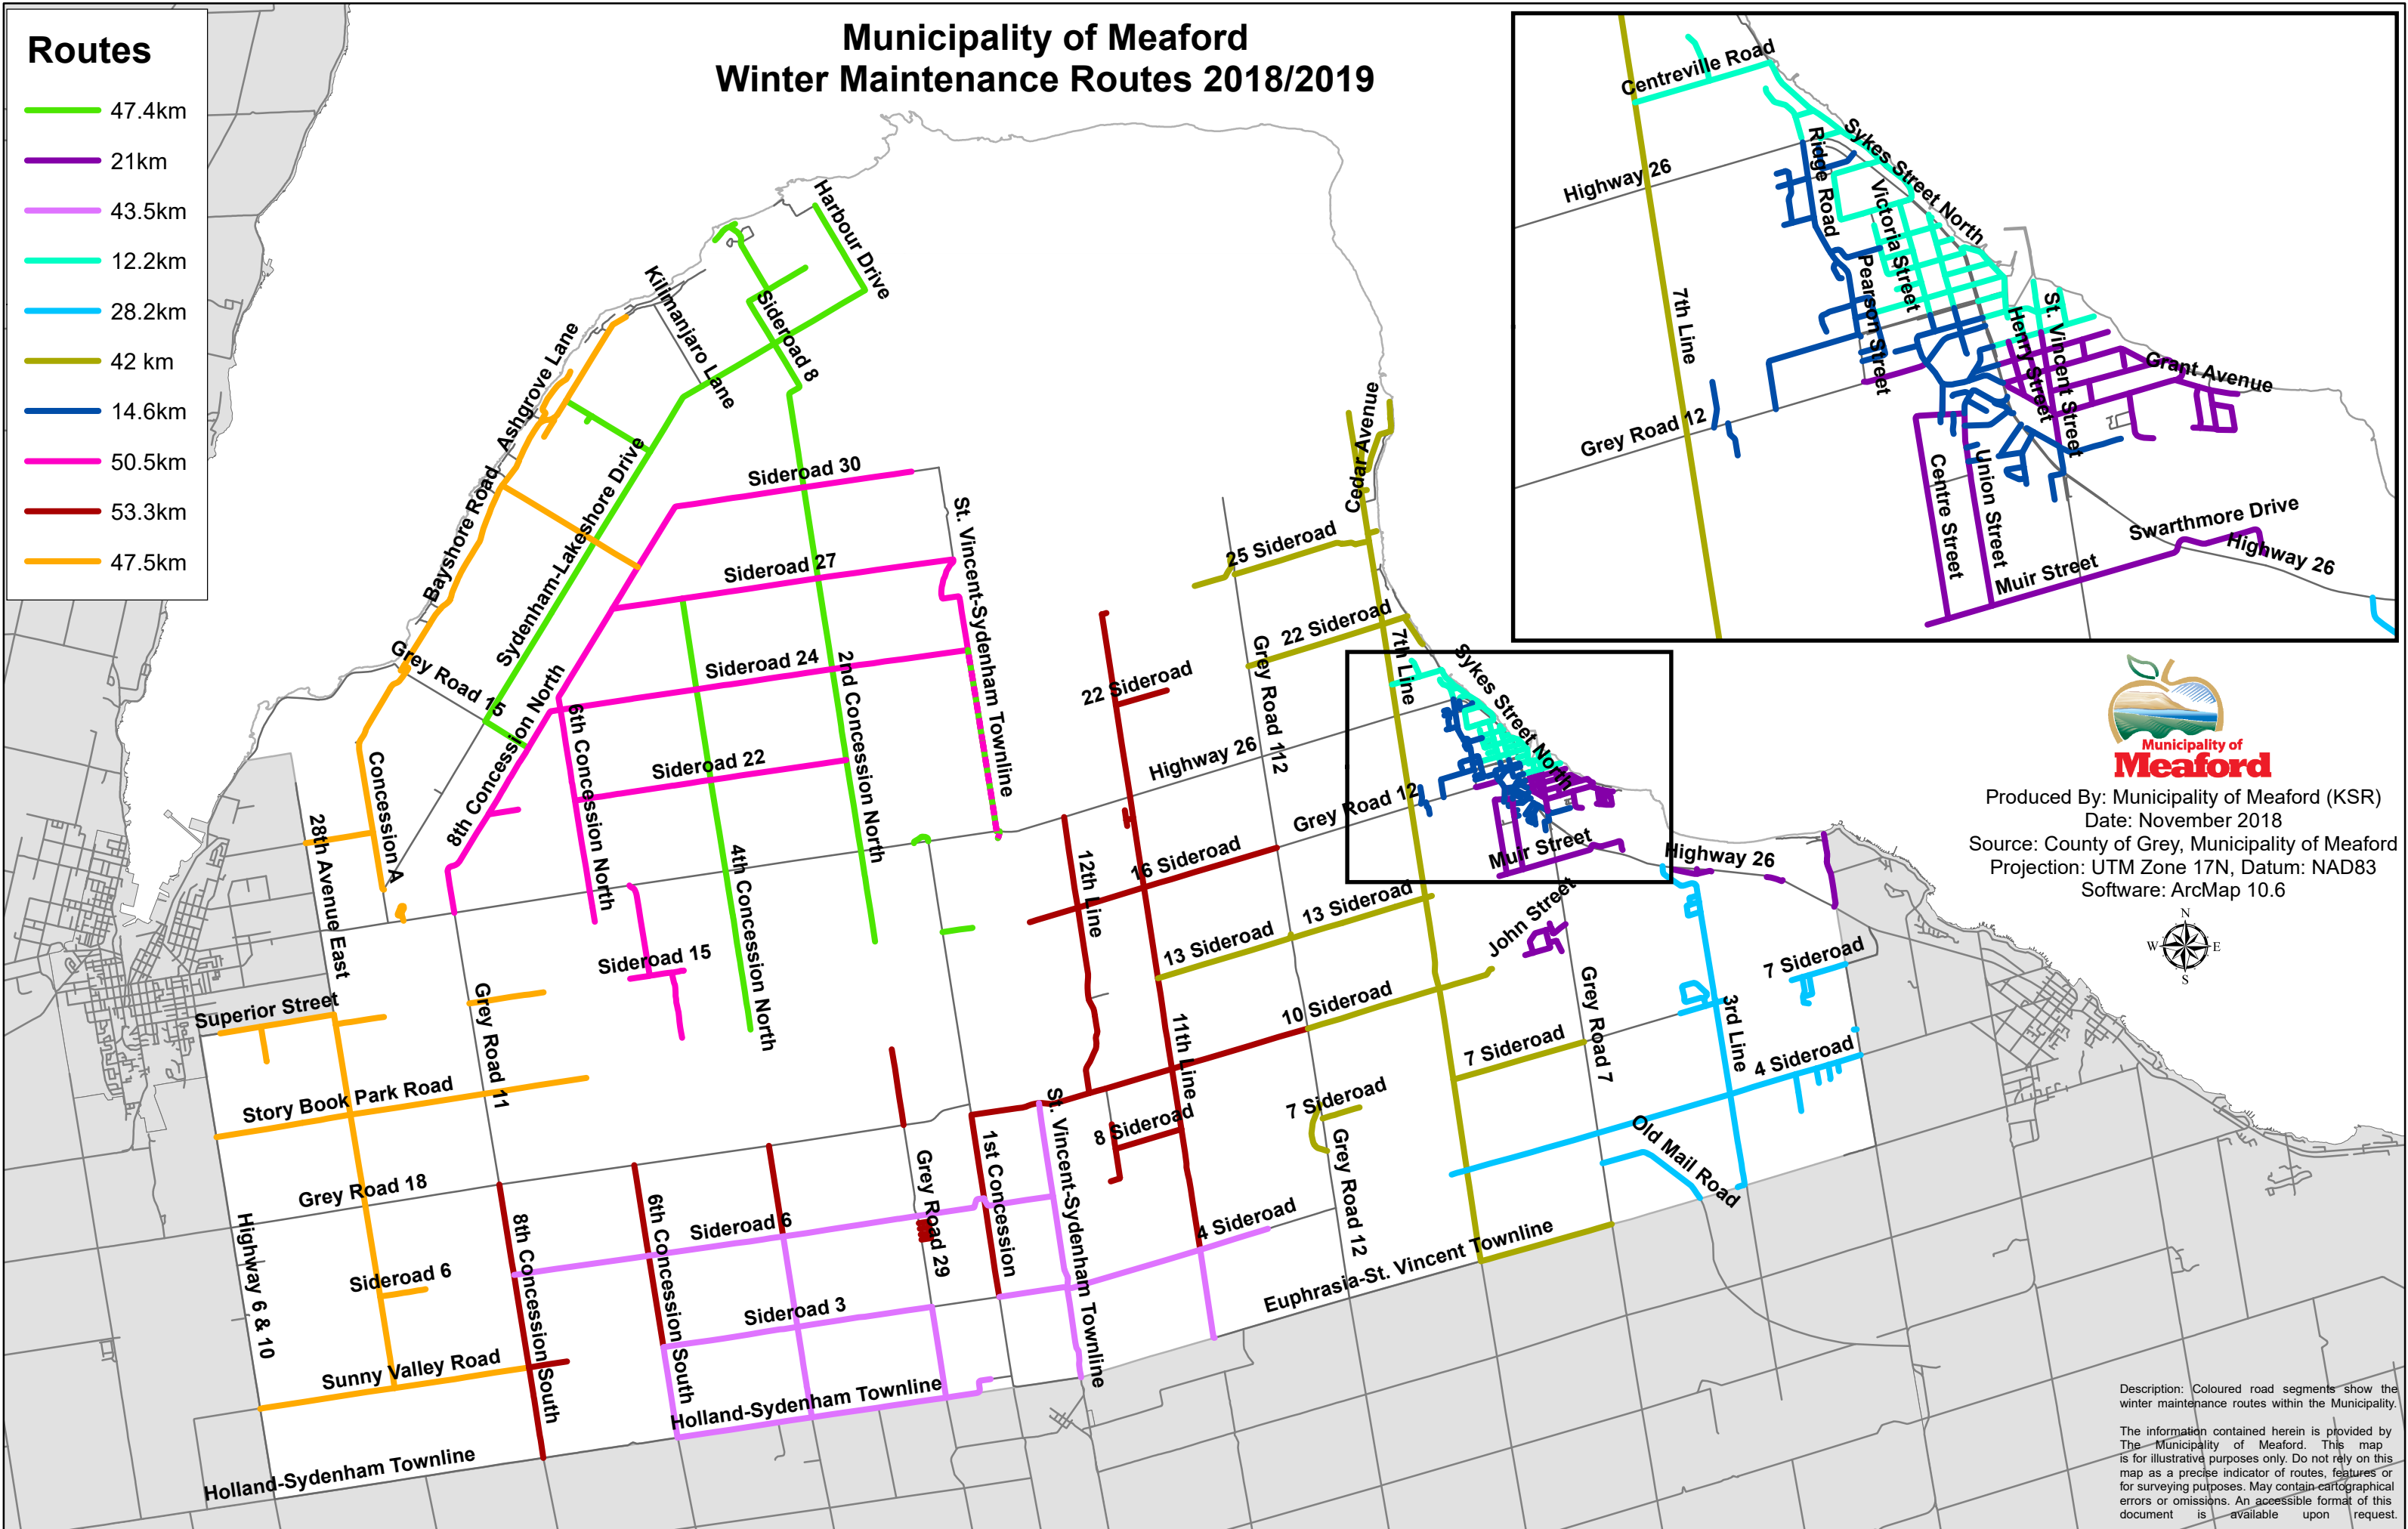 Municipality of Meaford
Winter Maintenance Routes 2018/2019
Routes
47.4km
21km
43.5km
12.2km
28.2km
42 km
14.6km
50.5km
53.3km
47.5km
Harbour Drive
Kilimanjaro Lane
Sideroad 8
Ashgrove Lane
Bayshore Road
Sydenham-Lakeshore Drive
Grey Road 15
8th Concession North
Sideroad 30
Sideroad 27
Sideroad 24
Sideroad 22
6th Concession North
2nd Concession North
4th Concession North
St. Vincent-Sydenham Townline
Concession A
28th Avenue East
Superior Street
Story Book Park Road
Grey Road 11
Sideroad 15
Grey Road 18
Highway 6 & 10
Sideroad 6
Sunny Valley Road
Holland-Sydenham Townline
8th Concession South
6th Concession South
Sideroad 6
Sideroad 3
Holland-Sydenham Townline
Grey Road 29
1st Concession
St. Vincent-Sydenham Townline
Cedar Avenue
25 Sideroad
22 Sideroad
22 Sideroad
Grey Road 112
7th Line
Sykes Street North
Highway 26
Grey Road 12
16 Sideroad
12th Line
13 Sideroad
13 Sideroad
Muir Street
John Street
Highway 26
10 Sideroad
11th Line
8 Sideroad
7 Sideroad
7 Sideroad
7 Sideroad
Grey Road 7
3rd Line
4 Sideroad
Old Mail Road
4 Sideroad
Grey Road 12
Euphrasia-St. Vincent Townline
Centreville Road
Highway 26
Ridge Road
Sykes Street North
Victoria Street
Pearson Street
7th Line
Henry Street
St. Vincent Street
Grant Avenue
Grey Road 12
Centre Street
Union Street
Swarthmore Drive
Highway 26
Muir Street
Municipality of
Meaford
Produced By: Municipality of Meaford (KSR)
Date: November 2018
Source: County of Grey, Municipality of Meaford
Projection: UTM Zone 17N, Datum: NAD83
Software: ArcMap 10.6
N
W
E
S
Description: Coloured road segments show the
winter maintenance routes within the Municipality.
The information contained herein is provided by
The Municipality of Meaford. This map
is for illustrative purposes only. Do not rely on this
map as a precise indicator of routes, features or
for surveying purposes. May contain cartographical
errors or omissions. An accessible format of this
document is available upon request.